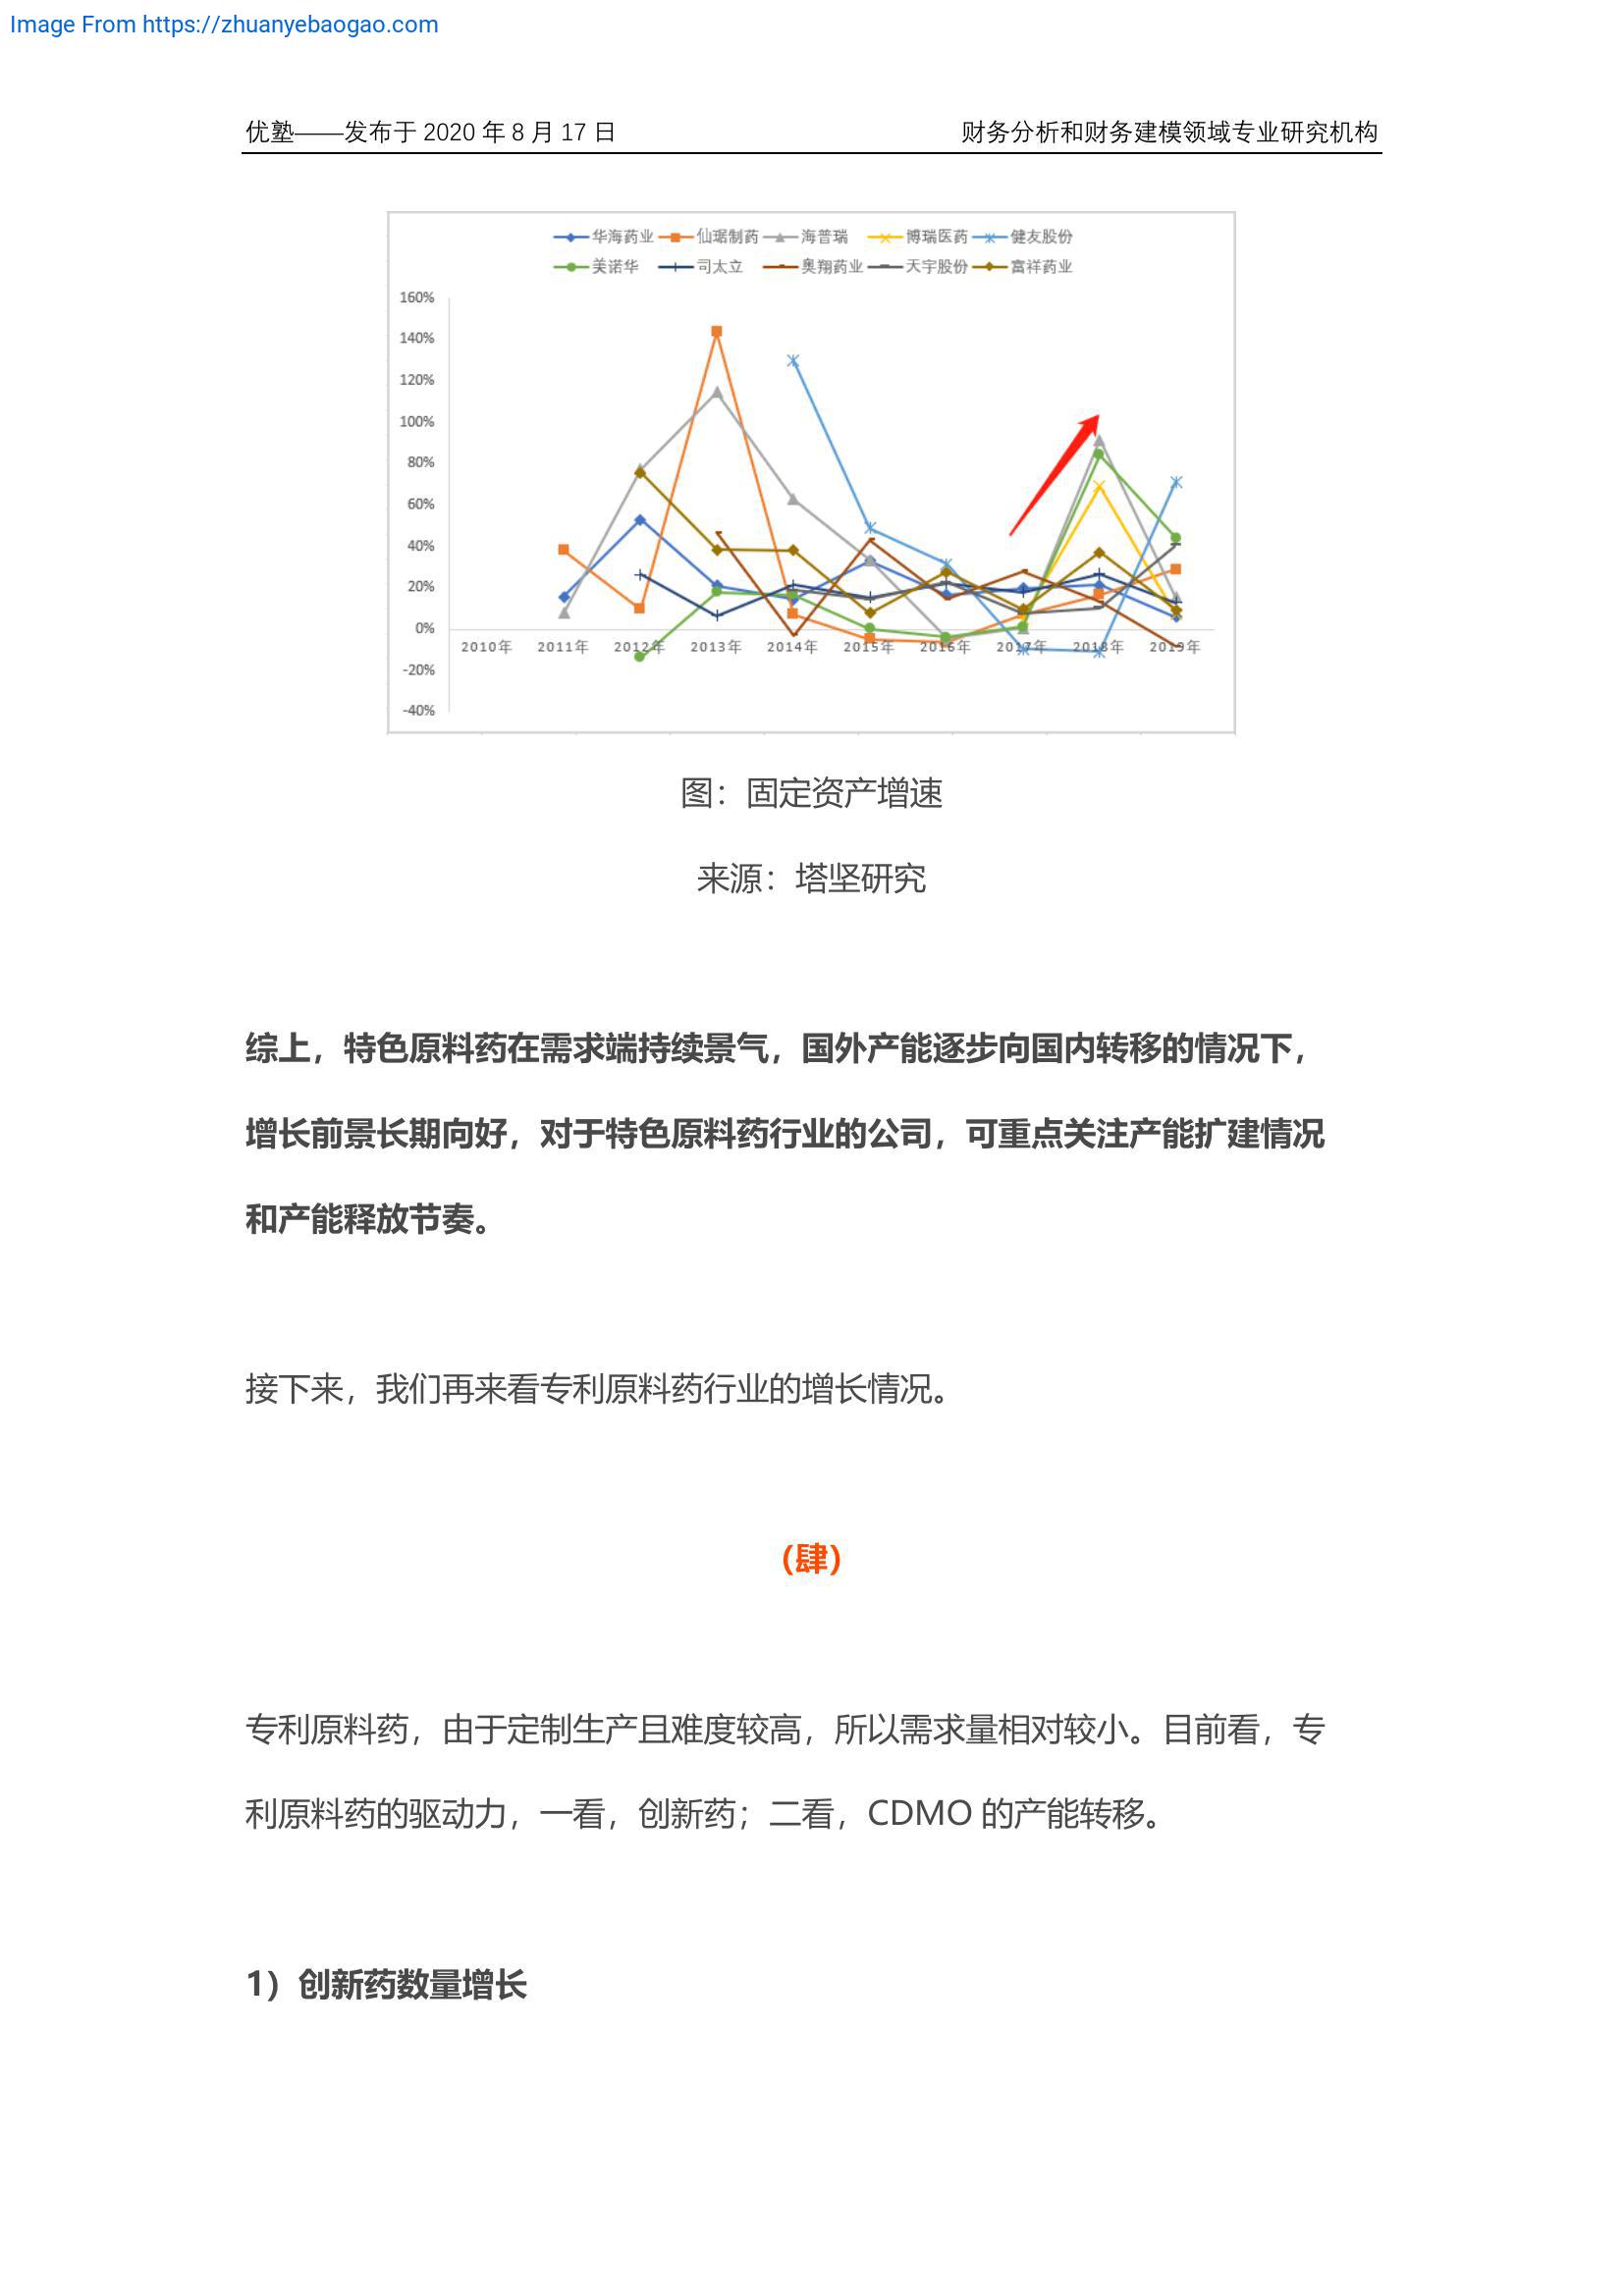 Image From https://zhuanyebaogao.com
优塾——发布于 2020 年 8 月 17 日 财务分析和财务建模领域专业研究机构
华海药业 仙琚制药 海普瑞 博瑞医药 健友股份
美诺华 司太立 奥翔药业 天宇股份 富祥药业
160%
140%
120%
100%
80%
60%
40%
20%
0%
2010年 2011年 2012年 2013年 2014年 2015年 2016年 2017年 2018年 2019年
-20%
-40%
图：固定资产增速
来源：塔坚研究
综上，特色原料药在需求端持续景气，国外产能逐步向国内转移的情况下，
增长前景长期向好，对于特色原料药行业的公司，可重点关注产能扩建情况
和产能释放节奏。
接下来，我们再来看专利原料药行业的增长情况。
（肆）
专利原料药，由于定制生产且难度较高，所以需求量相对较小。目前看，专
利原料药的驱动力，一看，创新药；二看，CDMO 的产能转移。
1）创新药数量增长